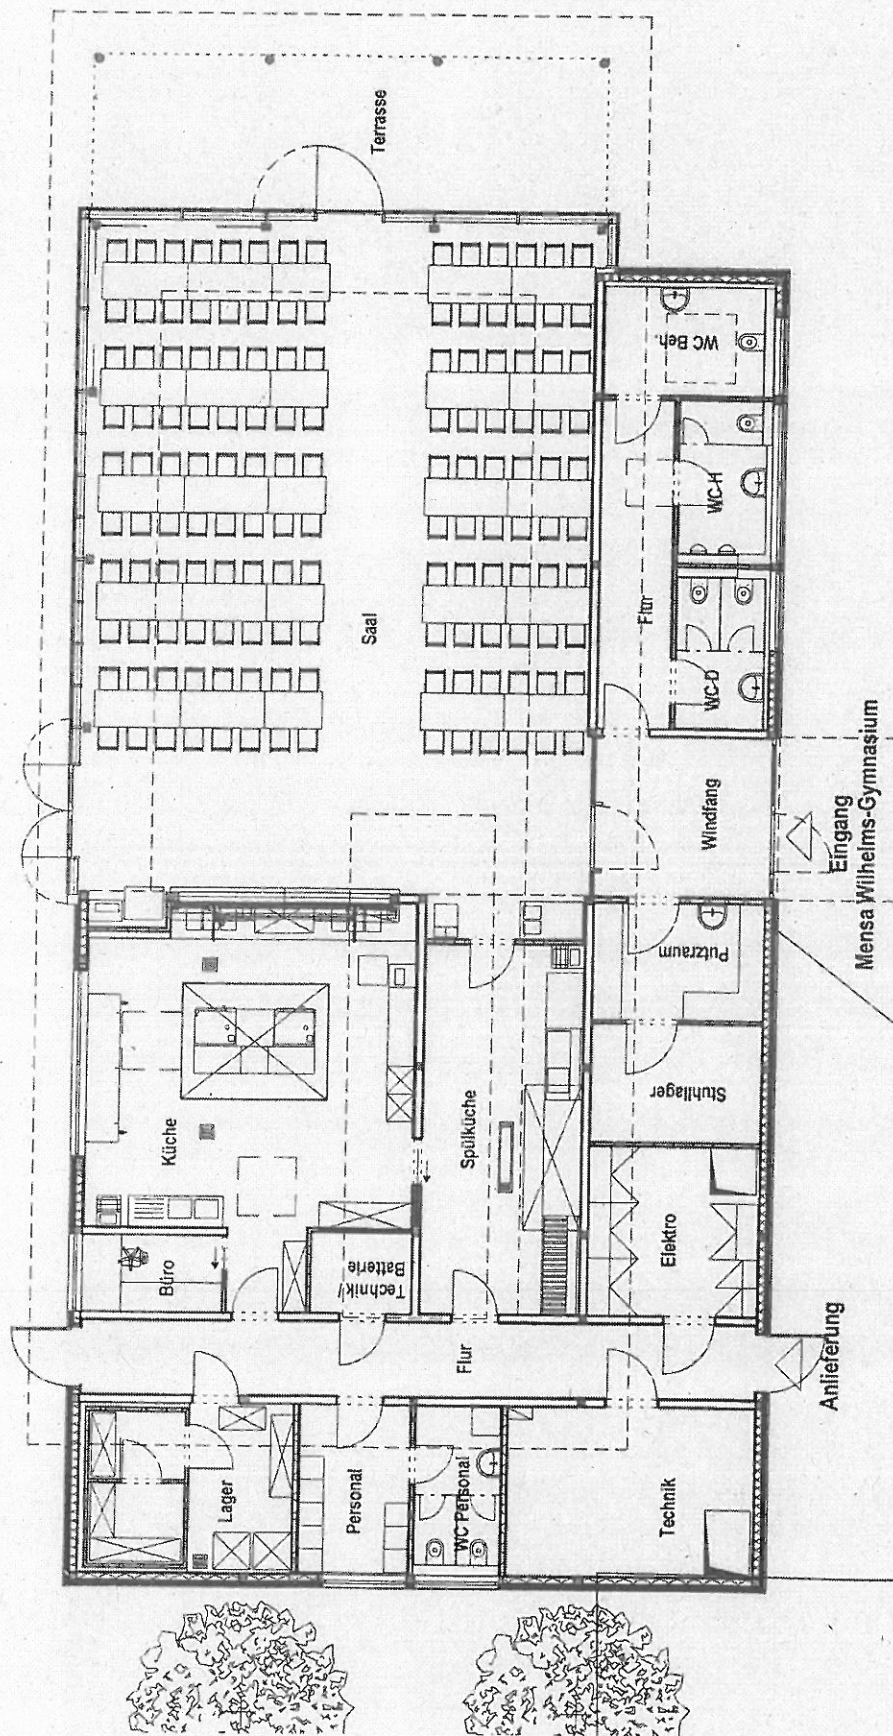 Terrasse
Saal
WC Beh.
WC-H
Flur
WC-D
Windfang
Eingang
Mensa Wilhelms-Gymnasium
Putzraum
Stuhllager
Spülküche
Küche
Elektro
Büro
Technik/
Batterie
Flur
Anlieferung
Lager
Personal
WC Personal
Technik